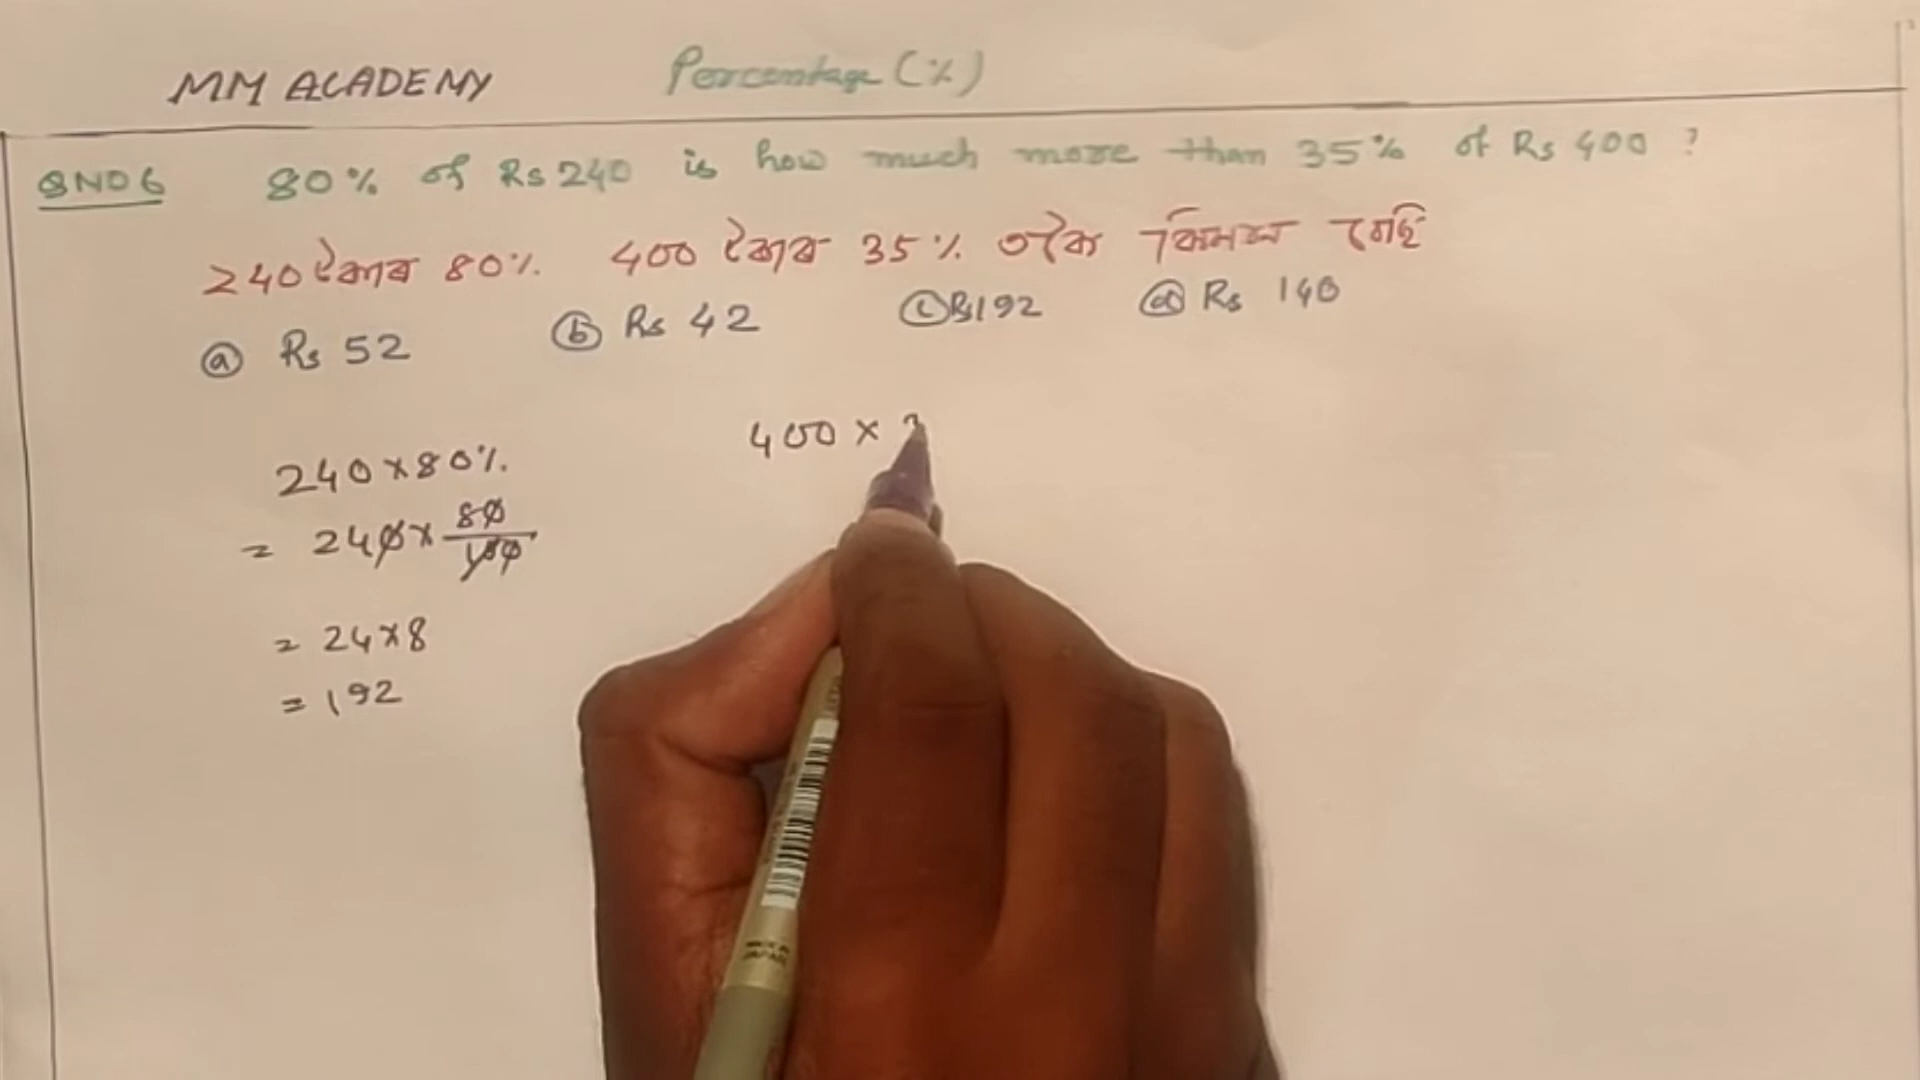 MM ACADEMY Percentage (%)
QNO6 80% of Rs 240 is how much more than 35% of Rs 400 ?
240 টকাৰ 80% 400 টকাৰ 35% তকৈ কিমান বেছি
ⓐ Rs 52 ⓑ Rs 42 ⓒ Rs192 ⓓ Rs 140
240 x 80%
= 240 x 80/100
= 24 x 8
= 192
400 x